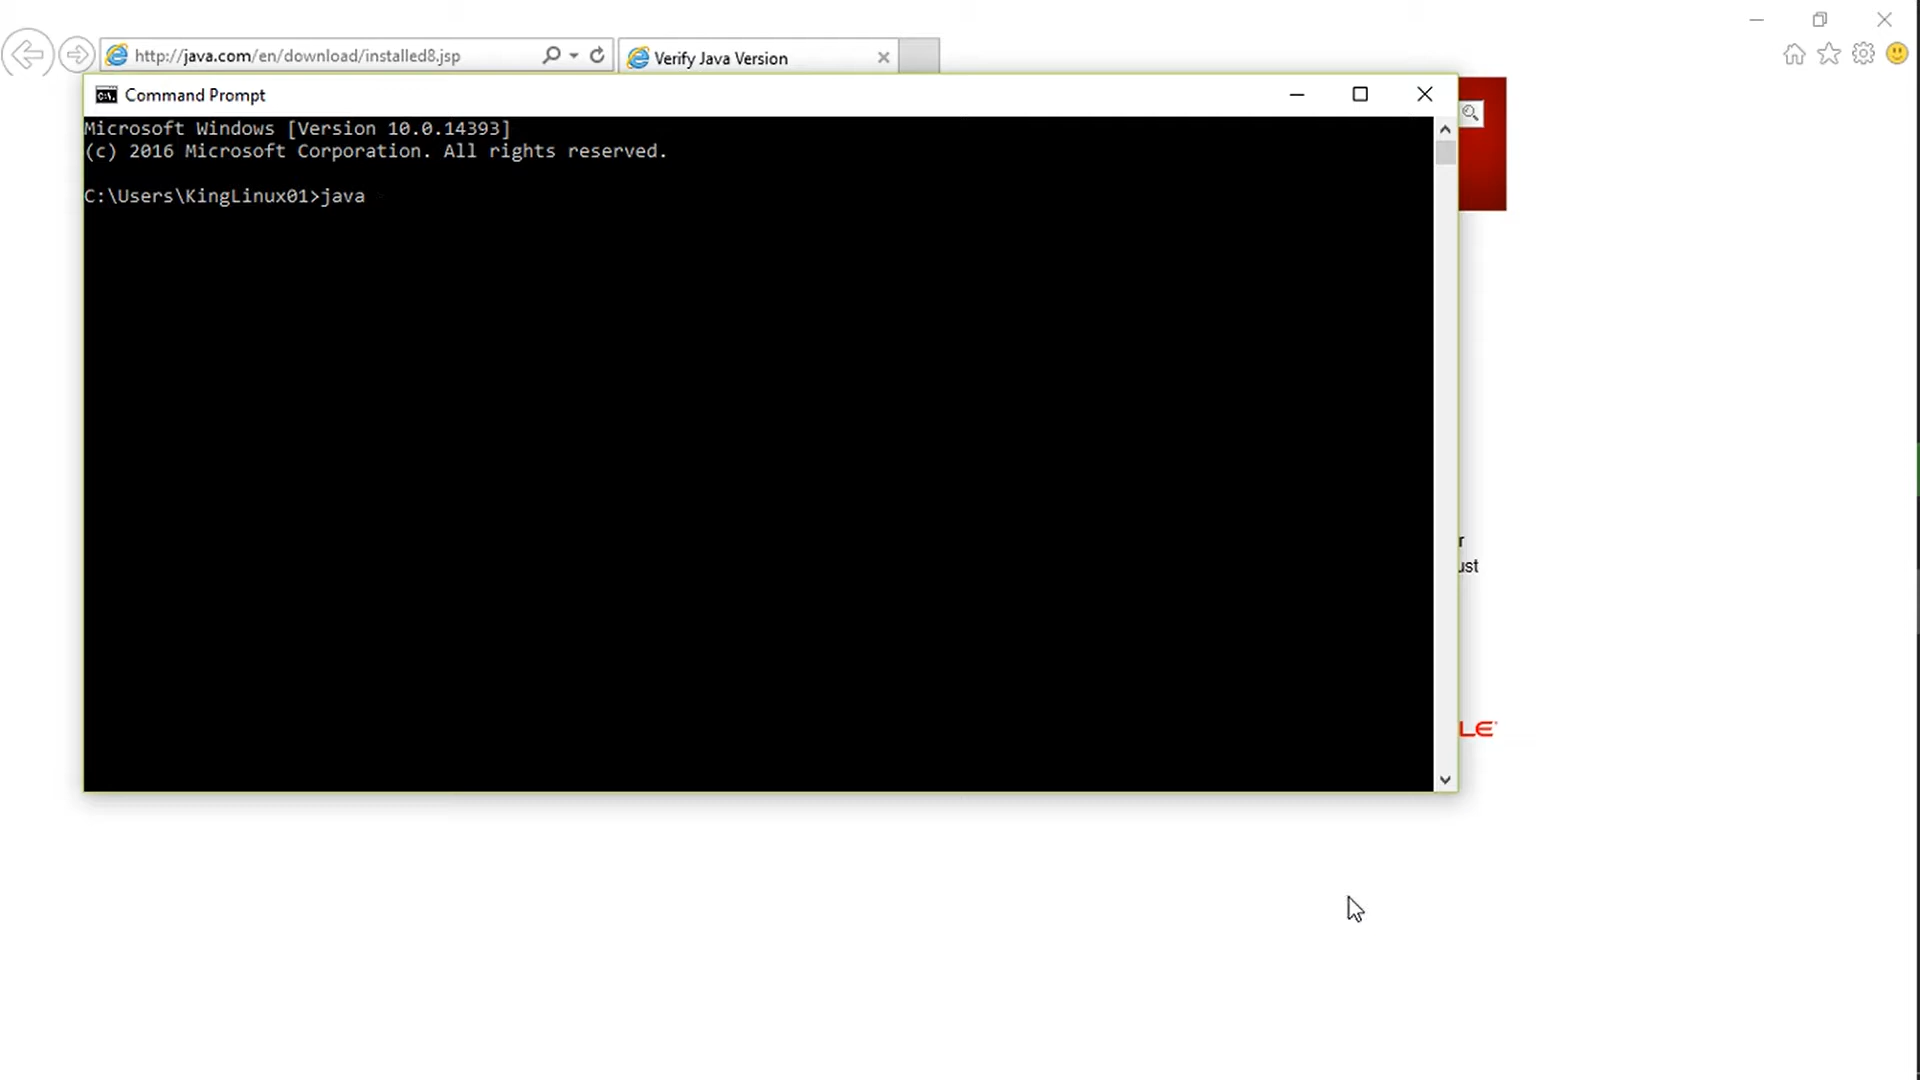 http://java.com/en/download/installed8.jsp
Verify Java Version
Command Prompt
Microsoft Windows [Version 10.0.14393]
(c) 2016 Microsoft Corporation. All rights reserved.
C:\Users\KingLinux01>java
r
ust
LE